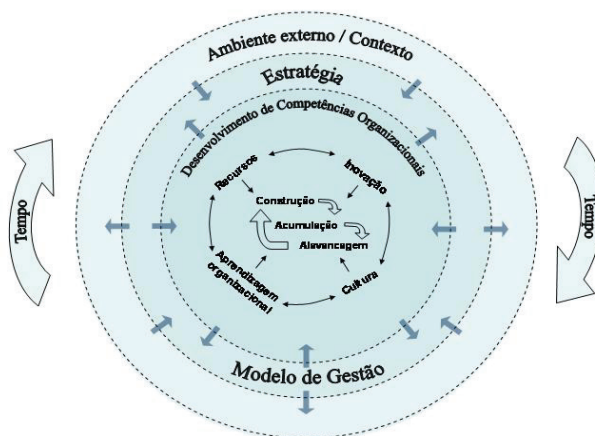 Ambiente externo / Contexto
Estratégia
Desenvolvimento de Competências Organizacionais
Recursos
Inovação
Construção
Acumulação
Alavancagem
Aprendizagem
organizacional
Cultura
Modelo de Gestão
Tempo
Tempo